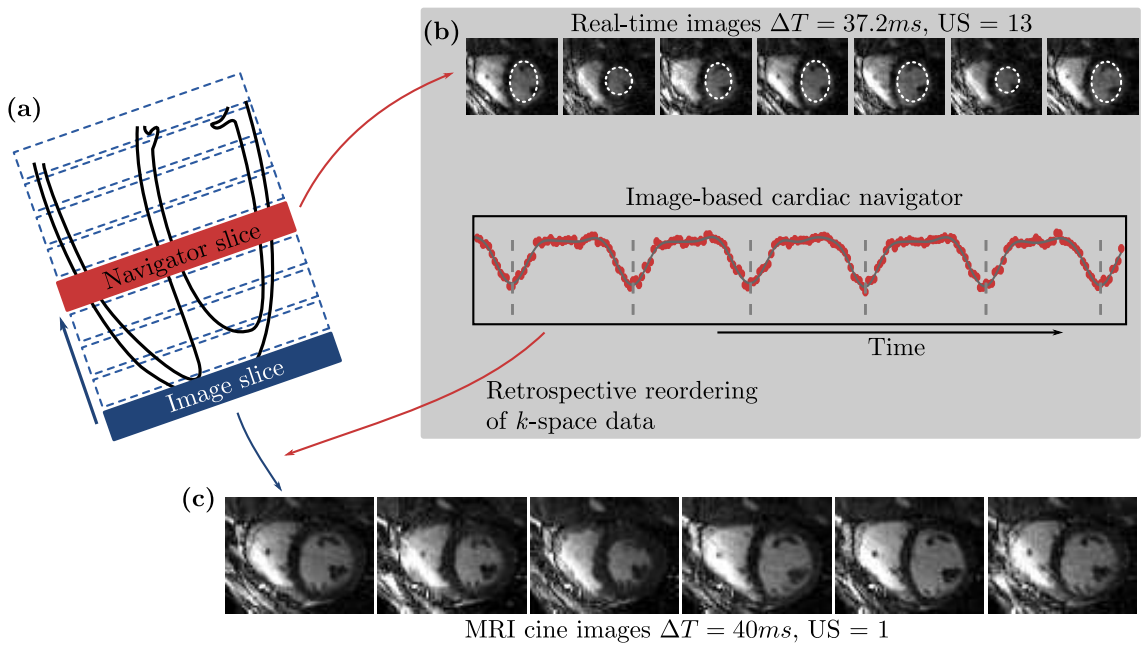 (a)
Navigator slice
Image slice
(b)
Real-time images ΔT = 37.2ms, US = 13
Image-based cardiac navigator
Time
Retrospective reordering
of k-space data
(c)
MRI cine images ΔT = 40ms, US = 1